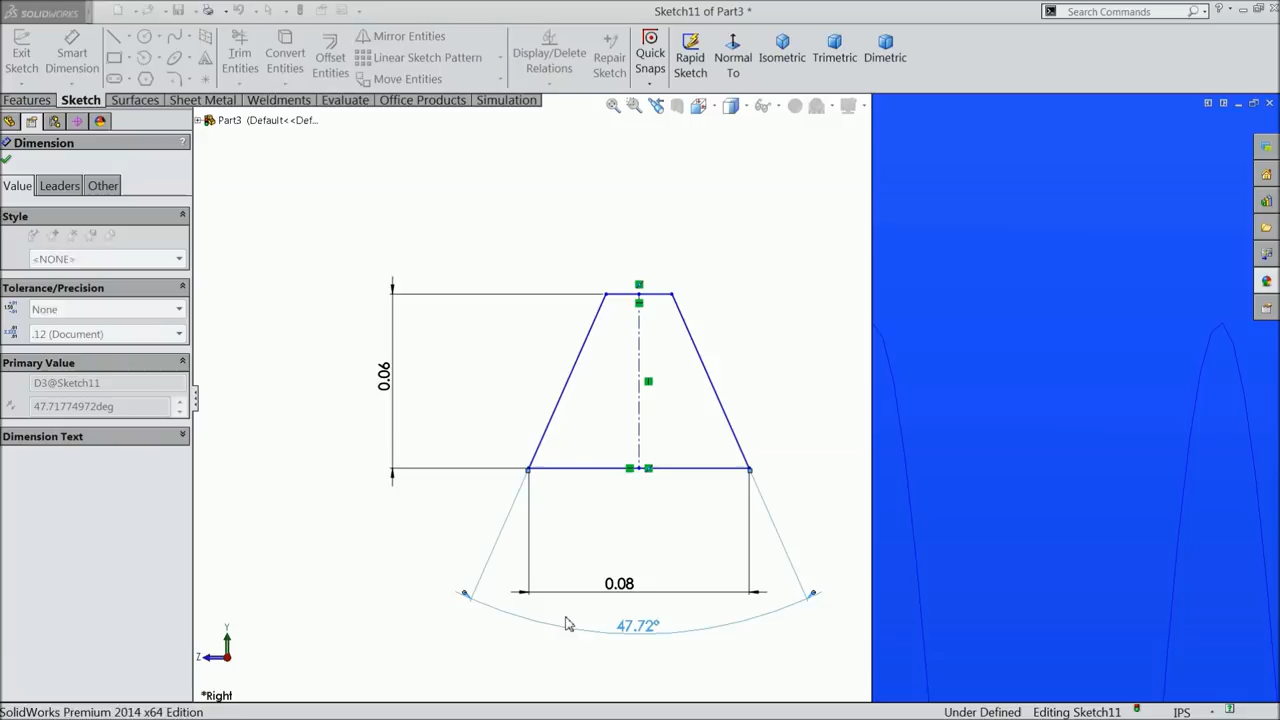 SOLIDWORKS
Sketch11 of Part3 *
Search Commands
?
Exit Sketch
Smart Dimension
Trim Entities
Convert Entities
Offset Entities
Mirror Entities
Linear Sketch Pattern
Move Entities
Display/Delete Relations
Repair Sketch
Quick Snaps
Rapid Sketch
Normal To
Isometric
Trimetric
Dimetric
Features
Sketch
Surfaces
Sheet Metal
Weldments
Evaluate
Office Products
Simulation
Part3 (Default<<Def...
Dimension
?
Value
Leaders
Other
Style
<NONE>
Tolerance/Precision
None
.12 (Document)
Primary Value
D3@Sketch11
47.71774972deg
Dimension Text
0.06
0.08
47.72°
Y
Z
*Right
SolidWorks Premium 2014 x64 Edition
Under Defined
Editing Sketch11
IPS